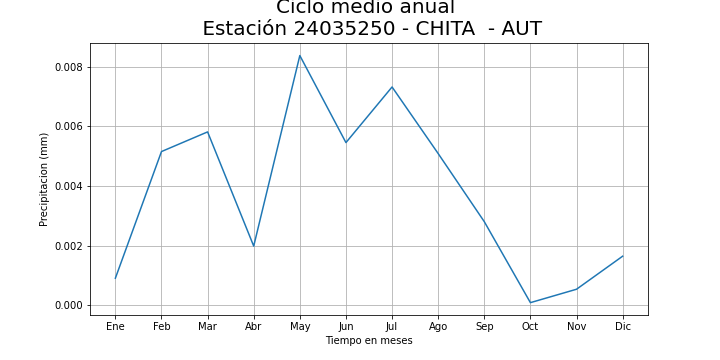 Ciclo medio anual
Estación 24035250 - CHITA  - AUT
0.008
0.006
0.004
0.002
0.000
Precipitacion (mm)
Ene Feb Mar Abr May Jun Jul Ago Sep Oct Nov Dic
Tiempo en meses